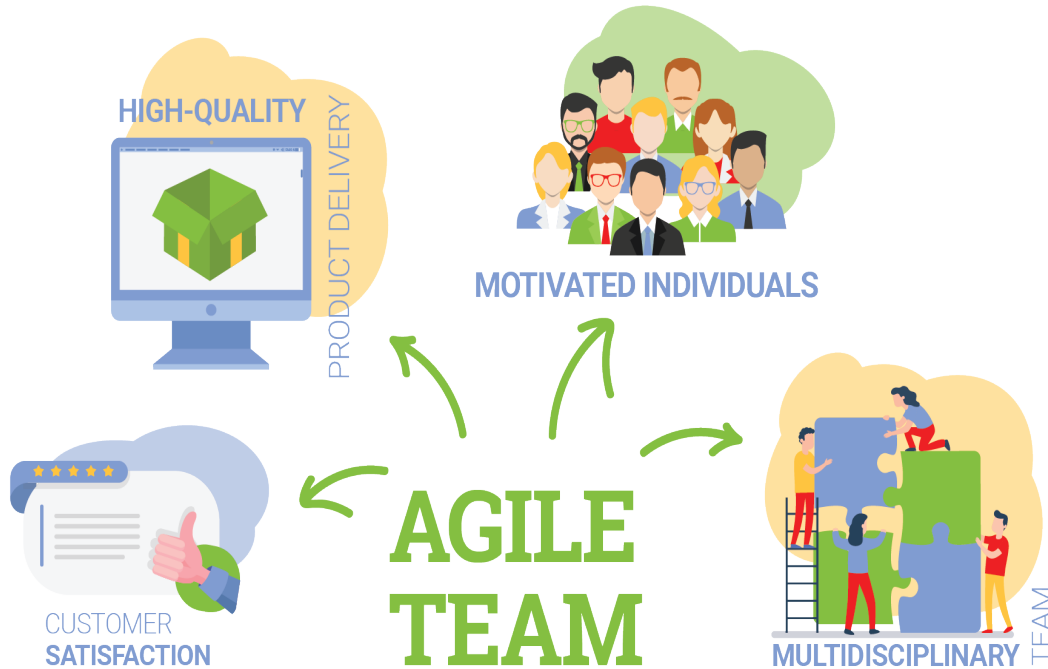 HIGH-QUALITY
PRODUCT DELIVERY
MOTIVATED INDIVIDUALS
CUSTOMER
SATISFACTION
AGILE
TEAM
MULTIDISCIPLINARY
TEAM